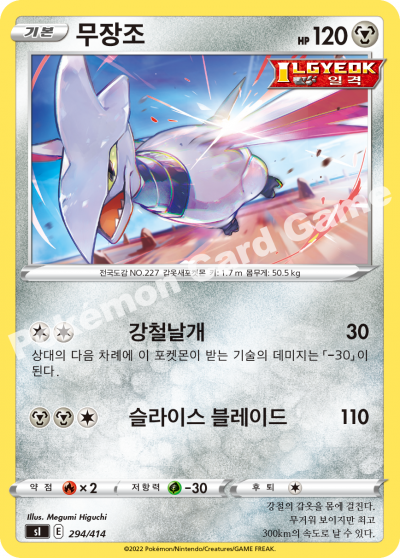 기본 무장조 HP 120
ILGYEOK
일격
전국도감 NO.227 갑옷새포켓몬 키: 1.7 m 몸무게: 50.5 kg
Pokémon Card Game
강철날개 30
상대의 다음 차례에 이 포켓몬이 받는 기술의 데미지는 「-30」이
된다.
슬라이스 블레이드 110
약점 ×2 저항력 -30 후퇴
Illus. Megumi Higuchi
sI E 294/414
강철의 갑옷을 몸에 걸친다.
무거워 보이지만 최고
300km의 속도로 날 수 있다.
©2022 Pokémon/Nintendo/Creatures/GAME FREAK.